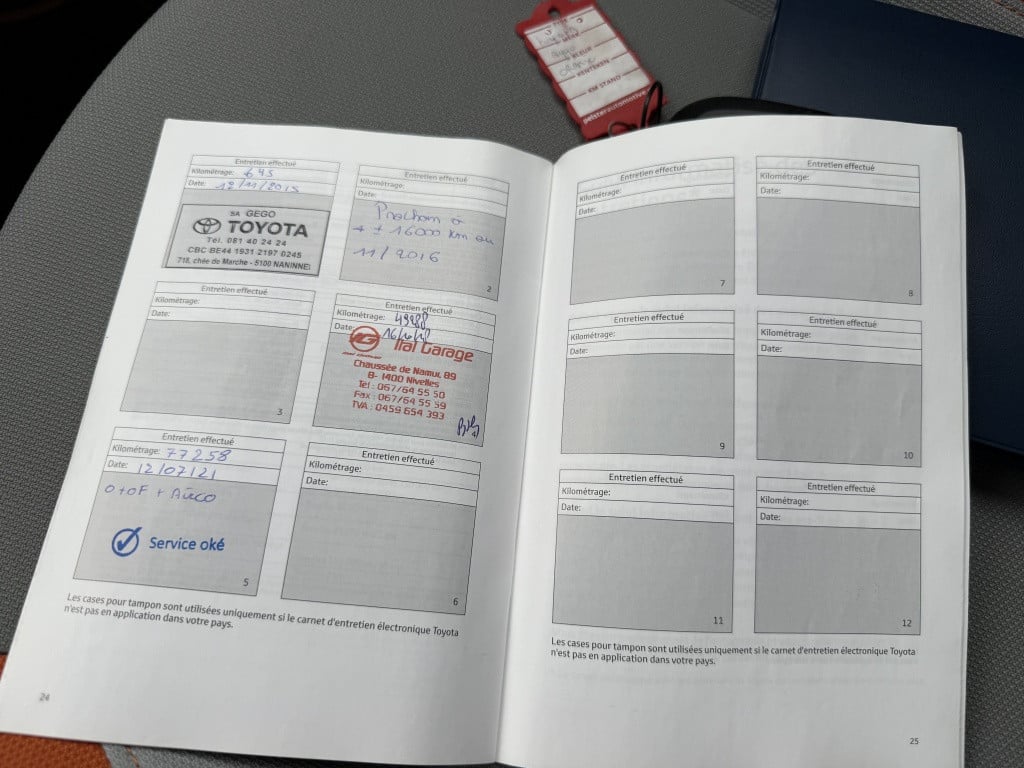 MERK
KLEUR
KENTEKEN
KM STAND
pelsterautomotive.
Entretien effectué
Kilométrage: 645
Date: 12/11/2015
SA GEGO
TOYOTA
Tél. 081 40 24 24
CBC BE44 1931 2197 0245
718, chée de Marche - 5100 NANINNE
Entretien effectué
Kilométrage:
Date:
Prochain à
+ ± 16000 km ou
11/2016
2
Entretien effectué
Kilométrage:
Date:
3
Entretien effectué
Kilométrage:
Date:
Ital Garage
Chaussée de Namur, 89
B- 1400 Nivelles
Tel : 067/64 55 50
Fax : 067/64 55 59
TVA : 0459 654 393
Entretien effectué
Kilométrage: 77258
Date: 12/07/21
O+OF + AÜCO
Service oké
5
Entretien effectué
Kilométrage:
Date:
6
Les cases pour tampon sont utilisées uniquement si le carnet d'entretien électronique Toyota
n'est pas en application dans votre pays.
24
Entretien effectué
Kilométrage:
Date:
7
Entretien effectué
Kilométrage:
Date:
8
Entretien effectué
Kilométrage:
Date:
9
Entretien effectué
Kilométrage:
Date:
10
Entretien effectué
Kilométrage:
Date:
11
Entretien effectué
Kilométrage:
Date:
12
Les cases pour tampon sont utilisées uniquement si le carnet d'entretien électronique Toyota
n'est pas en application dans votre pays.
25